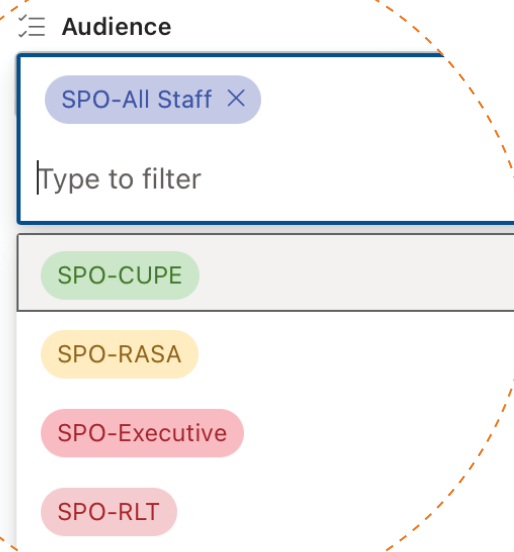 Audience
SPO-All Staff
Type to filter
SPO-CUPE
SPO-RASA
SPO-Executive
SPO-RLT